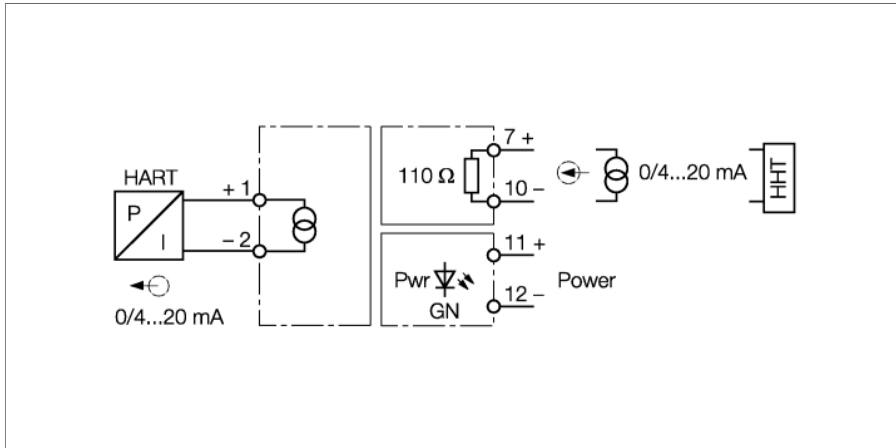 HART
P
I
+ 1
– 2
0/4...20 mA
110 Ω
7 +
10 –
0/4...20 mA
HHT
Pwr
GN
11 +
12 –
Power